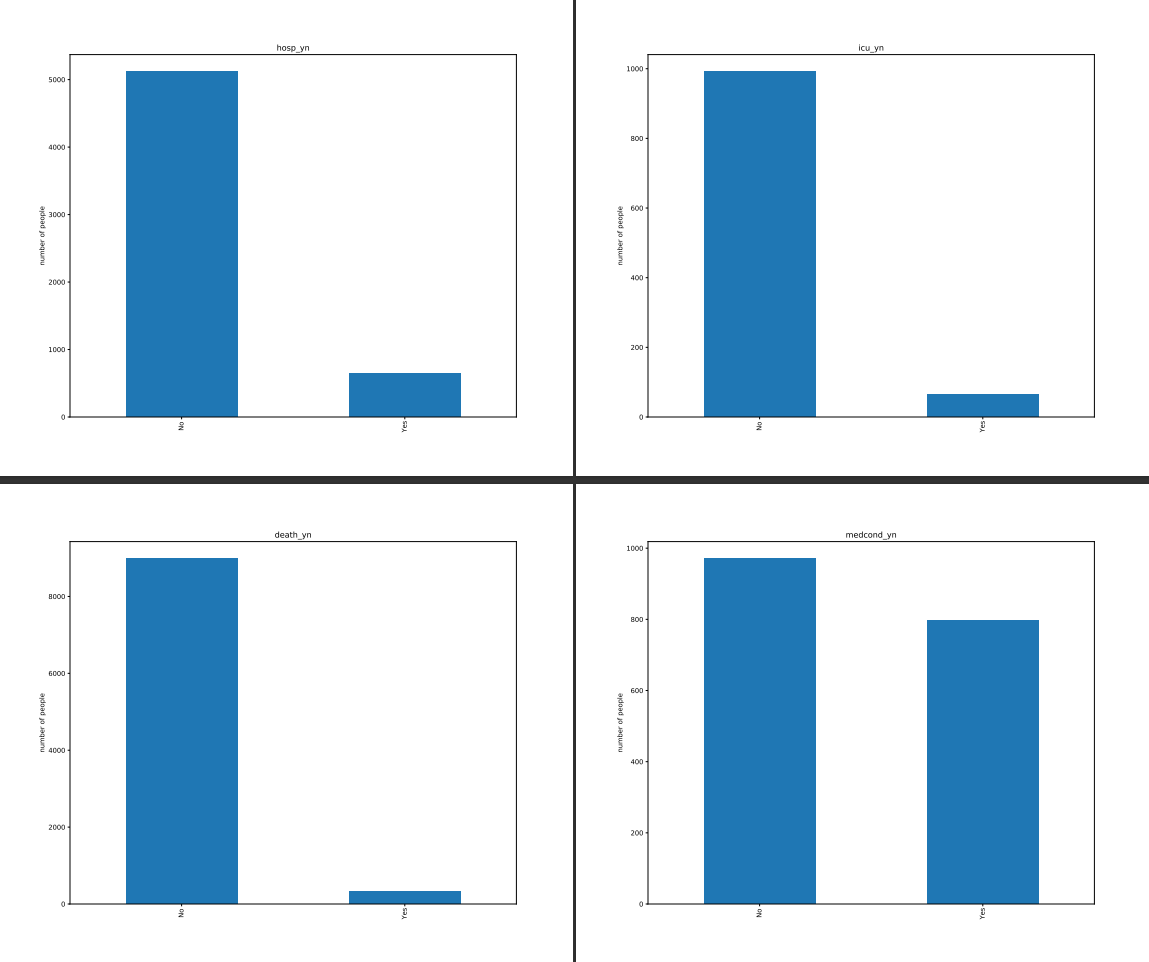 hosp_yn
5000
4000
3000
2000
1000
0
number of people
No
Yes
icu_yn
1000
800
600
400
200
0
number of people
No
Yes
death_yn
8000
6000
4000
2000
0
number of people
No
Yes
medcond_yn
1000
800
600
400
200
0
number of people
No
Yes